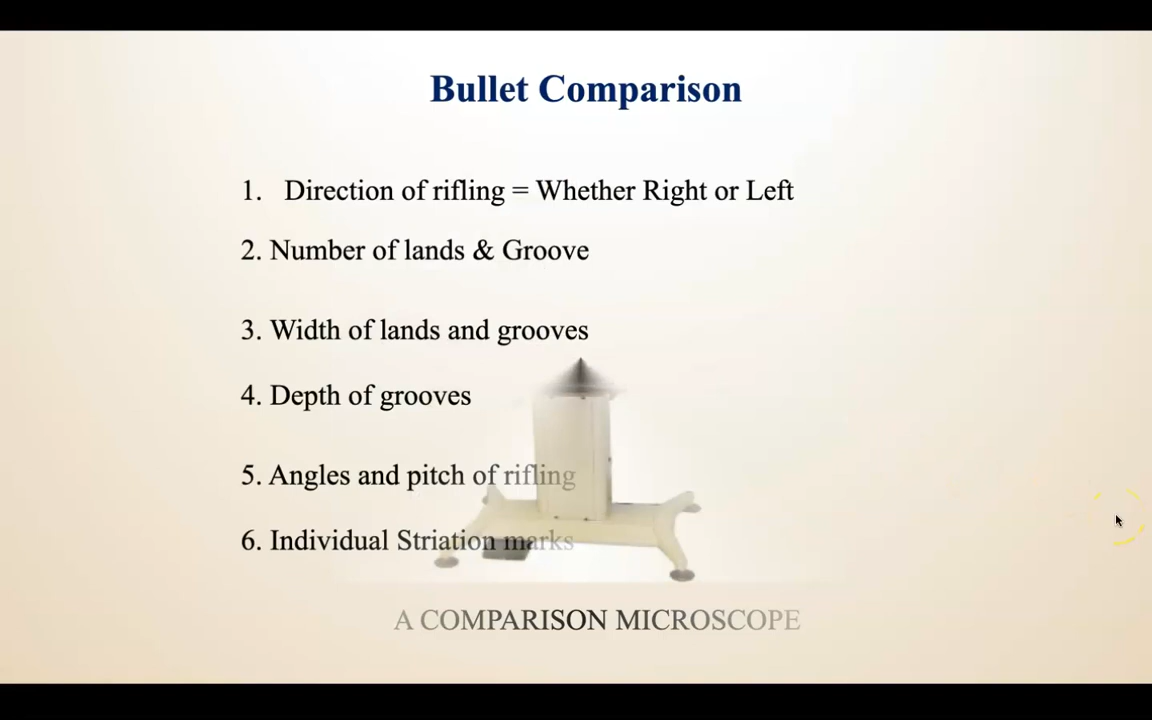 Bullet Comparison
1. Direction of rifling = Whether Right or Left
2. Number of lands & Groove
3. Width of lands and grooves
4. Depth of grooves
5. Angles and pitch of rifling
6. Individual Striation marks
A COMPARISON MICROSCOPE